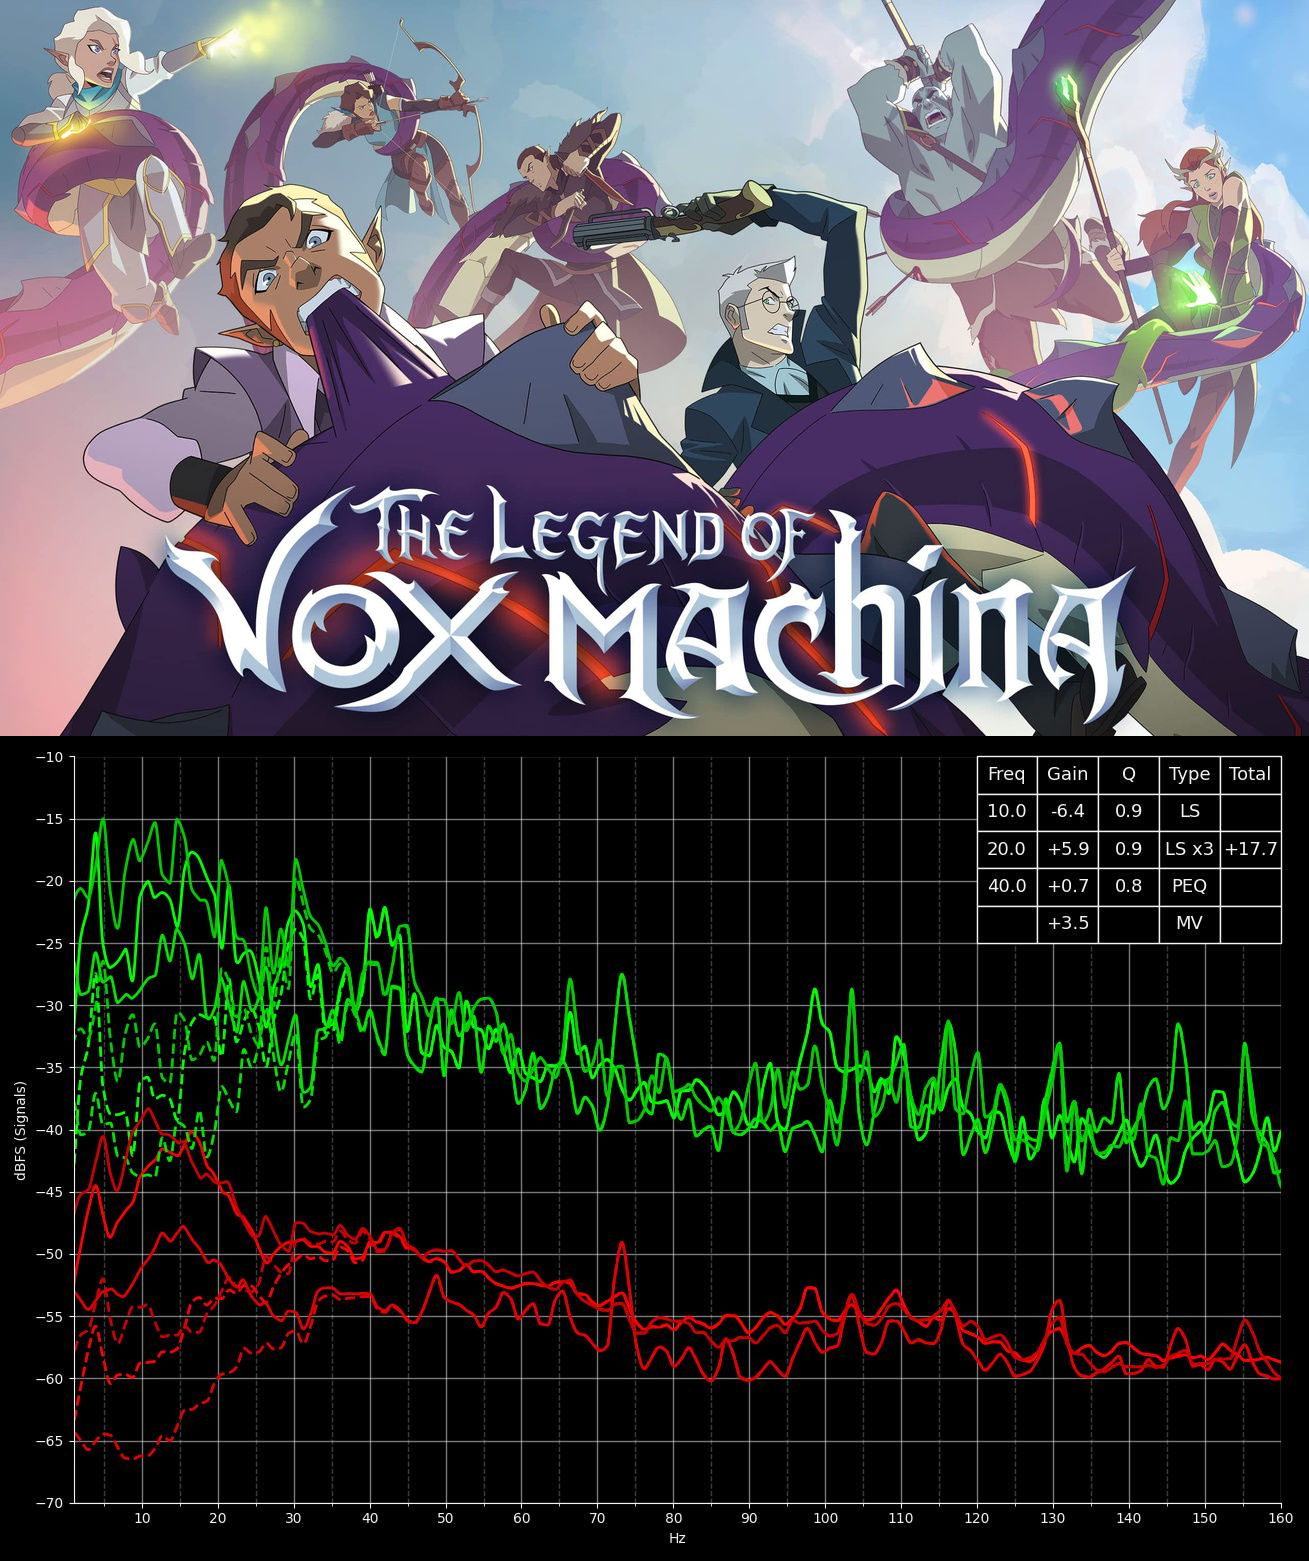 THE LEGEND OF
VOX MACHINA
Freq Gain Q Type Total
10.0 -6.4 0.9 LS
20.0 +5.9 0.9 LS x3 +17.7
40.0 +0.7 0.8 PEQ
+3.5 MV
−10
−15
−20
−25
−30
−35
−40
−45
−50
−55
−60
−65
−70
dBFS (Signals)
10 20 30 40 50 60 70 80 90 100 110 120 130 140 150 160
Hz